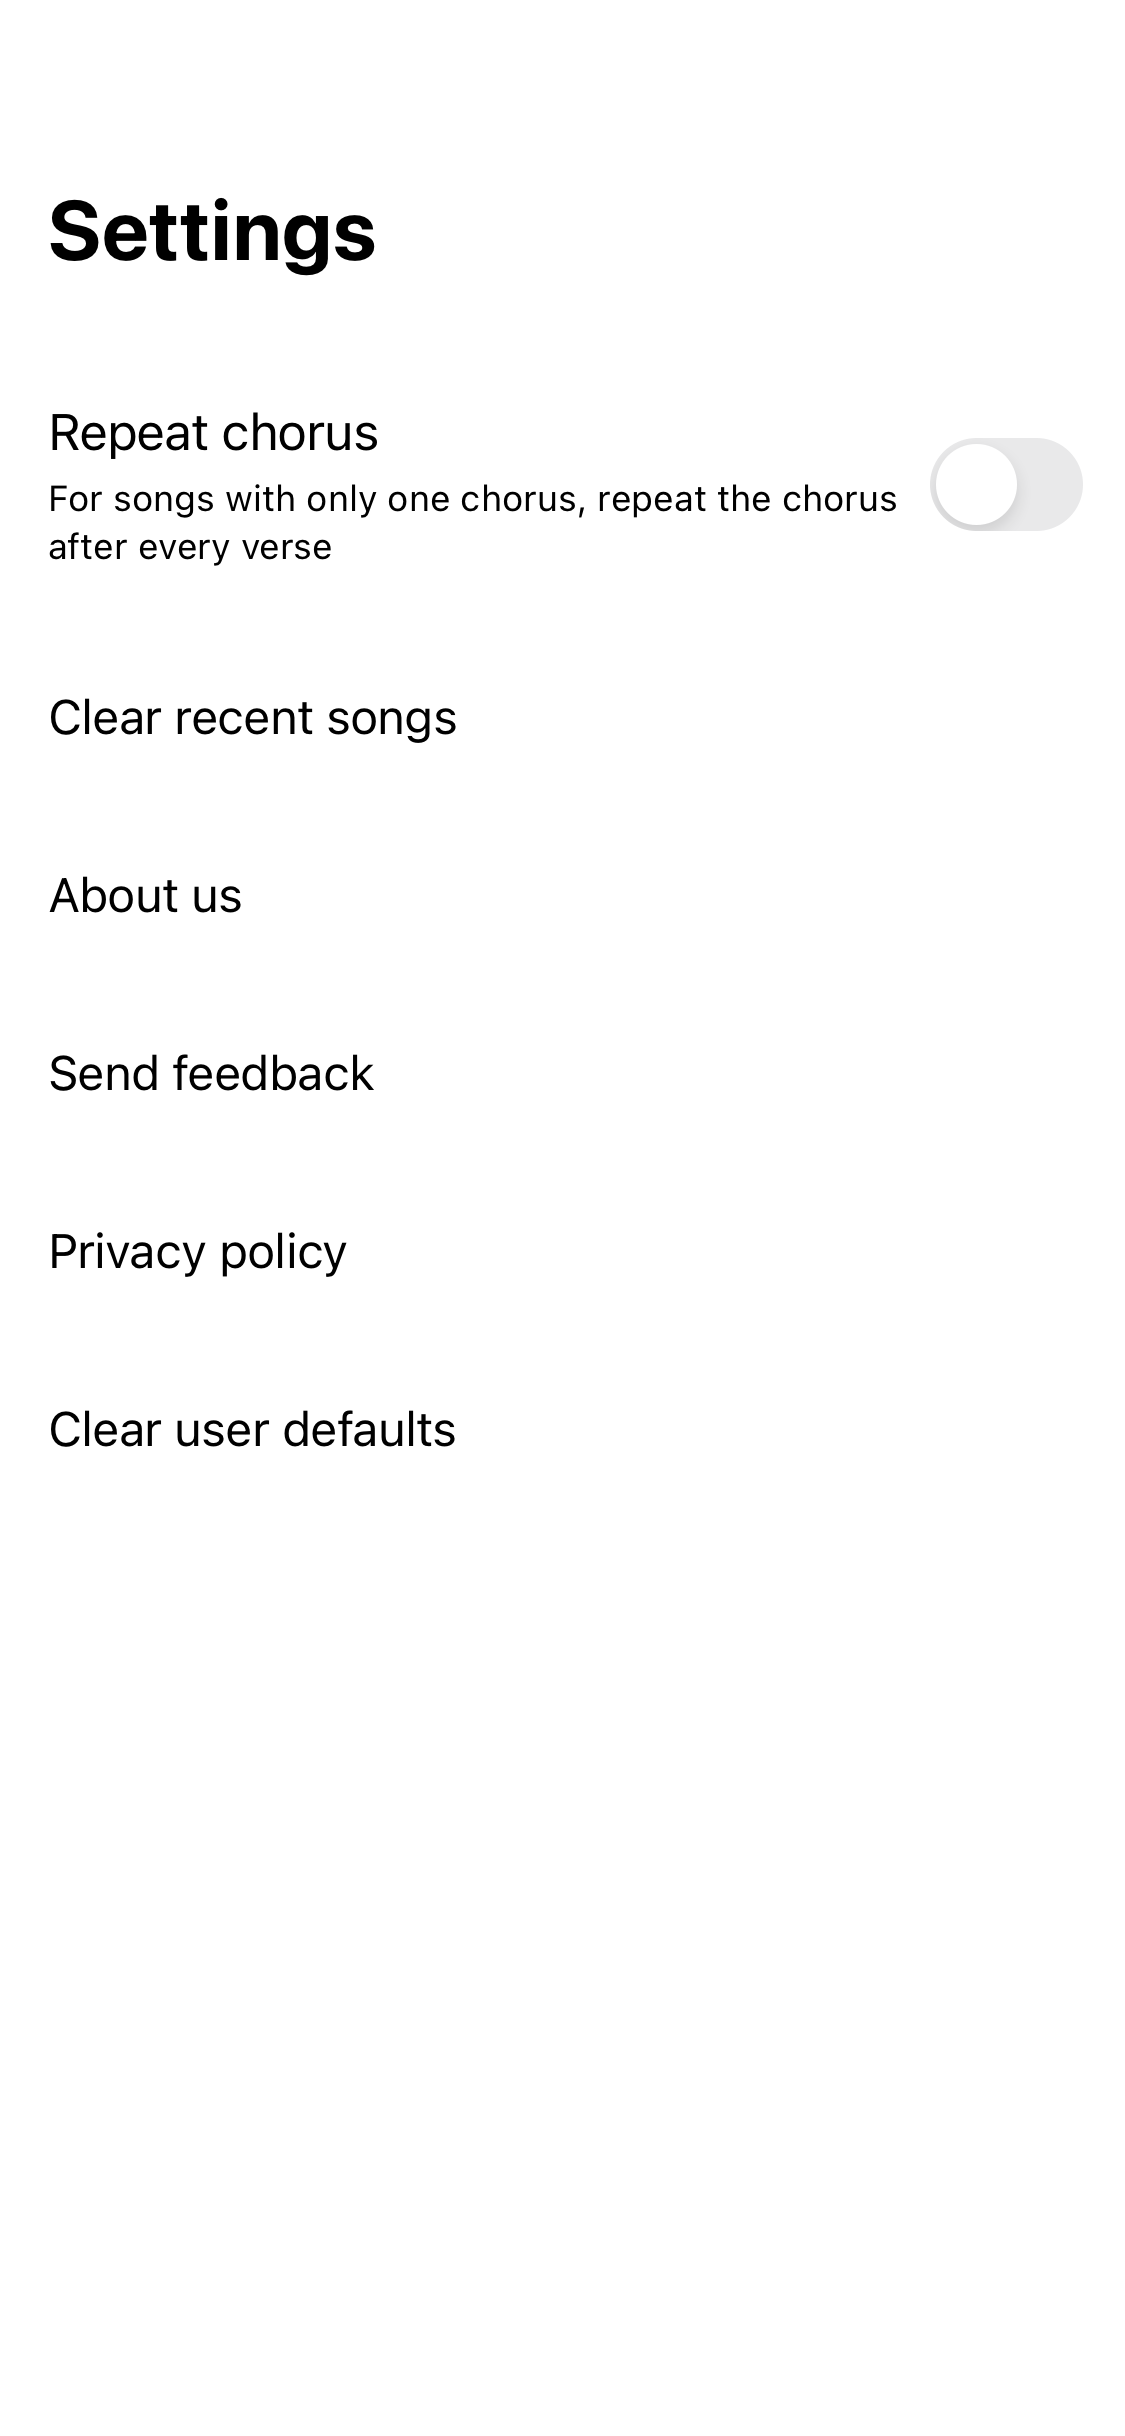 Settings
Repeat chorus
For songs with only one chorus, repeat the chorus
after every verse
Clear recent songs
About us
Send feedback
Privacy policy
Clear user defaults